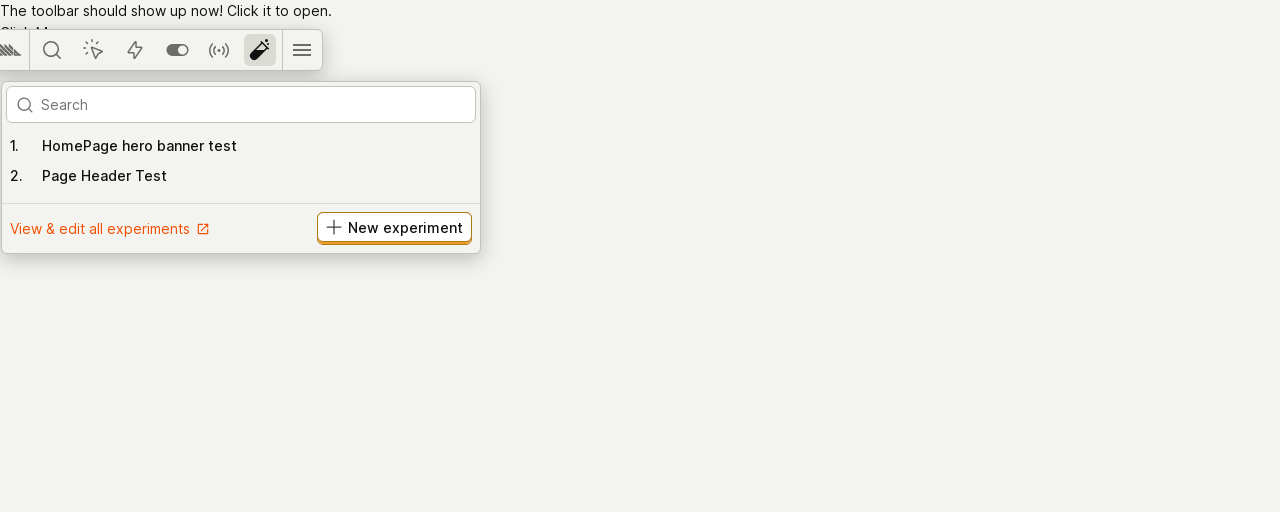 The toolbar should show up now! Click it to open.
Search
1. HomePage hero banner test
2. Page Header Test
View & edit all experiments
New experiment